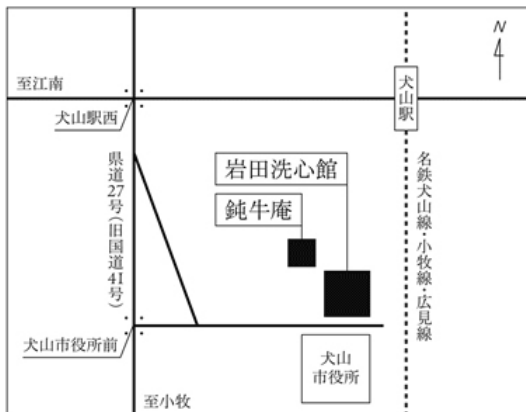 N
至江南
犬山駅
犬山駅西
岩田洗心館
鈍牛庵
県道27号（旧国道41号）
名鉄犬山線・小牧線・広見線
犬山市役所前
犬山
市役所
至小牧